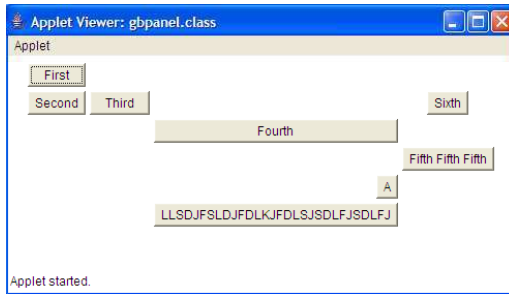 Applet Viewer: gbpanel.class
Applet
First
Second Third Sixth
Fourth
Fifth Fifth Fifth
A
LLSDJFSLDJFDLKJFDLSJSDLFJSDLFJ
Applet started.